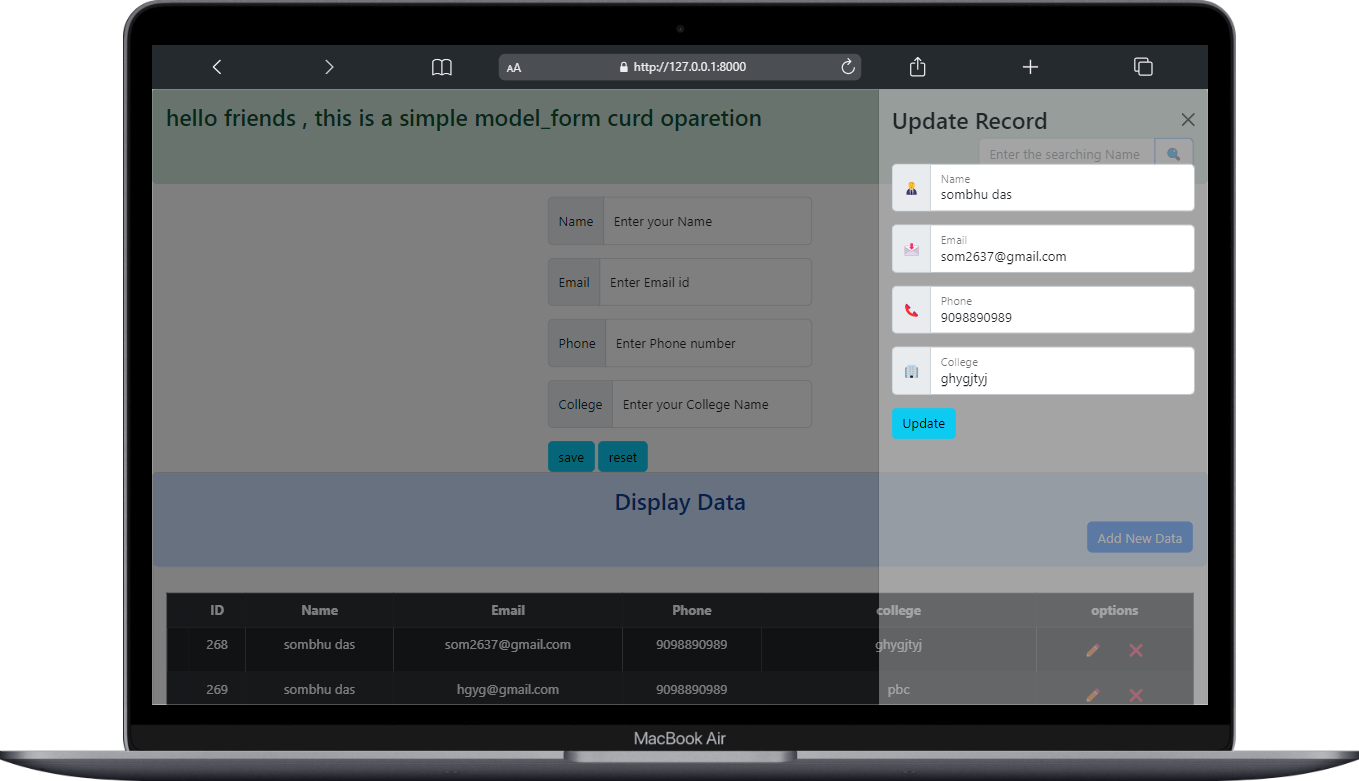 AA http://127.0.0.1:8000
hello friends , this is a simple model_form curd oparetion
Update Record
Enter the searching Name
Name
sombhu das
Email
som2637@gmail.com
Phone
9098890989
College
ghygjtyj
Update
Name Enter your Name
Email Enter Email id
Phone Enter Phone number
College Enter your College Name
save reset
Display Data
Add New Data
ID Name Email Phone college options
268 sombhu das som2637@gmail.com 9098890989 ghygjtyj
269 sombhu das hgyg@gmail.com 9098890989 pbc
MacBook Air